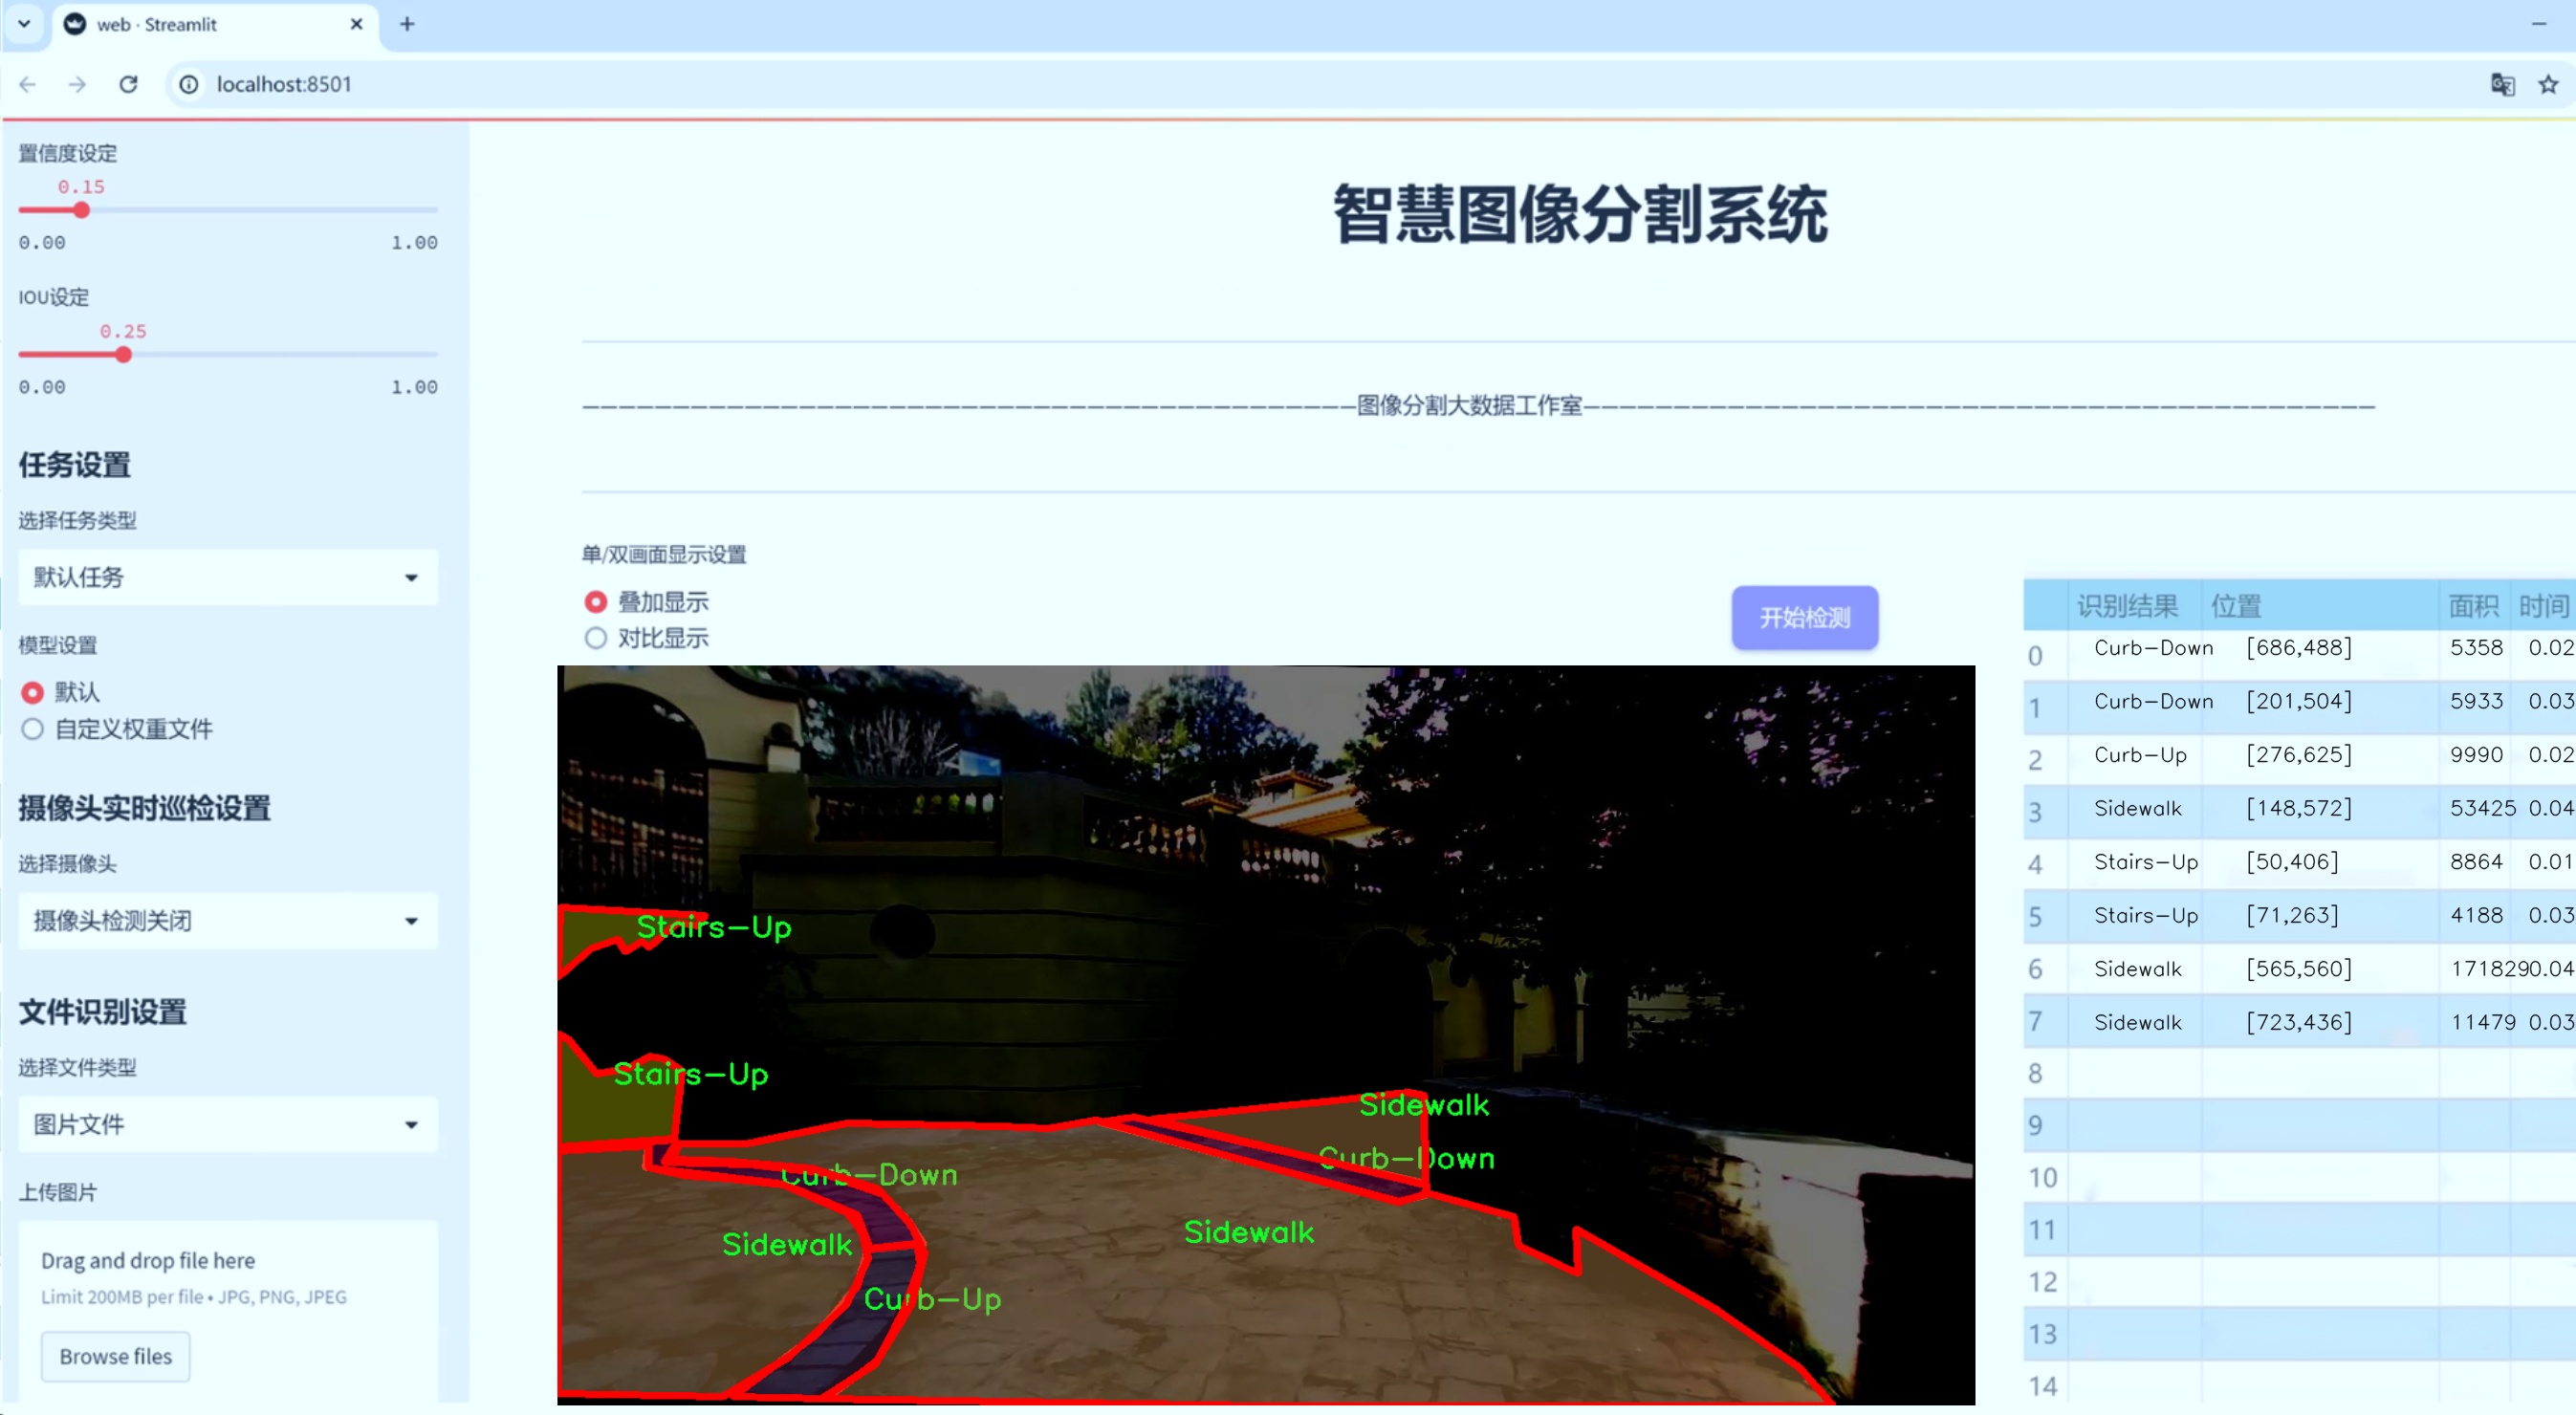 web · Streamlit
localhost:8501
置信度设定
0.15
0.00 1.00
IOU设定
0.25
0.00 1.00
任务设置
选择任务类型
默认任务
模型设置
默认
自定义权重文件
摄像头实时巡检设置
选择摄像头
摄像头检测关闭
文件识别设置
选择文件类型
图片文件
上传图片
Drag and drop file here
Limit 200MB per file • JPG, PNG, JPEG
Browse files
智慧图像分割系统
———————————————————————————————————————————图像分割大数据工作室————————————————————————————————————————————
单/双画面显示设置
叠加显示
对比显示
开始检测
Stairs-Up
Stairs-Up
Sidewalk
Curb-Down
Curb-Down
Sidewalk
Sidewalk
Curb-Up
识别结果 位置 面积 时间
0 Curb-Down [686,488] 5358 0.02
1 Curb-Down [201,504] 5933 0.03
2 Curb-Up [276,625] 9990 0.02
3 Sidewalk [148,572] 53425 0.04
4 Stairs-Up [50,406] 8864 0.01
5 Stairs-Up [71,263] 4188 0.03
6 Sidewalk [565,560] 1718290.04
7 Sidewalk [723,436] 11479 0.03
8
9
10
11
12
13
14